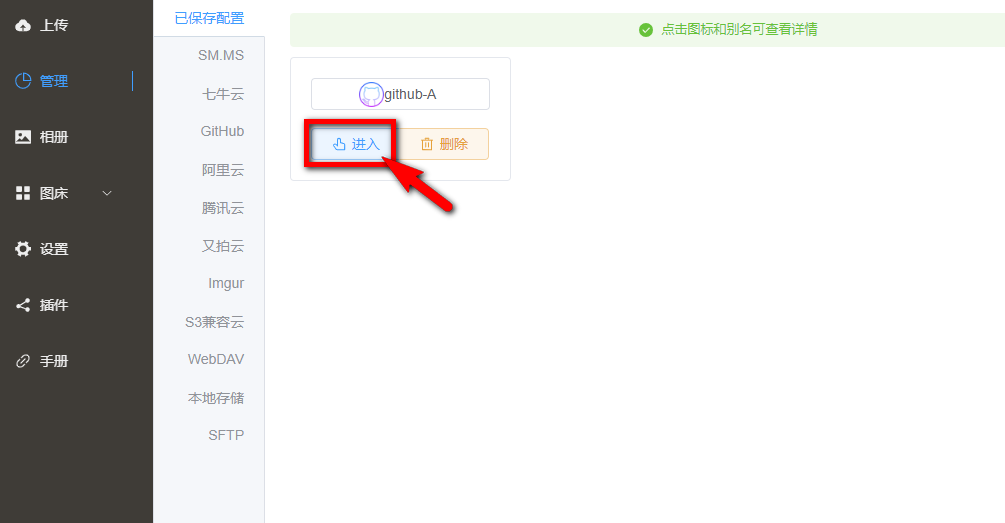 上传
管理
相册
图床
设置
插件
手册
已保存配置
SM.MS
七牛云
GitHub
阿里云
腾讯云
又拍云
Imgur
S3兼容云
WebDAV
本地存储
SFTP
点击图标和别名可查看详情
github-A
进入
删除